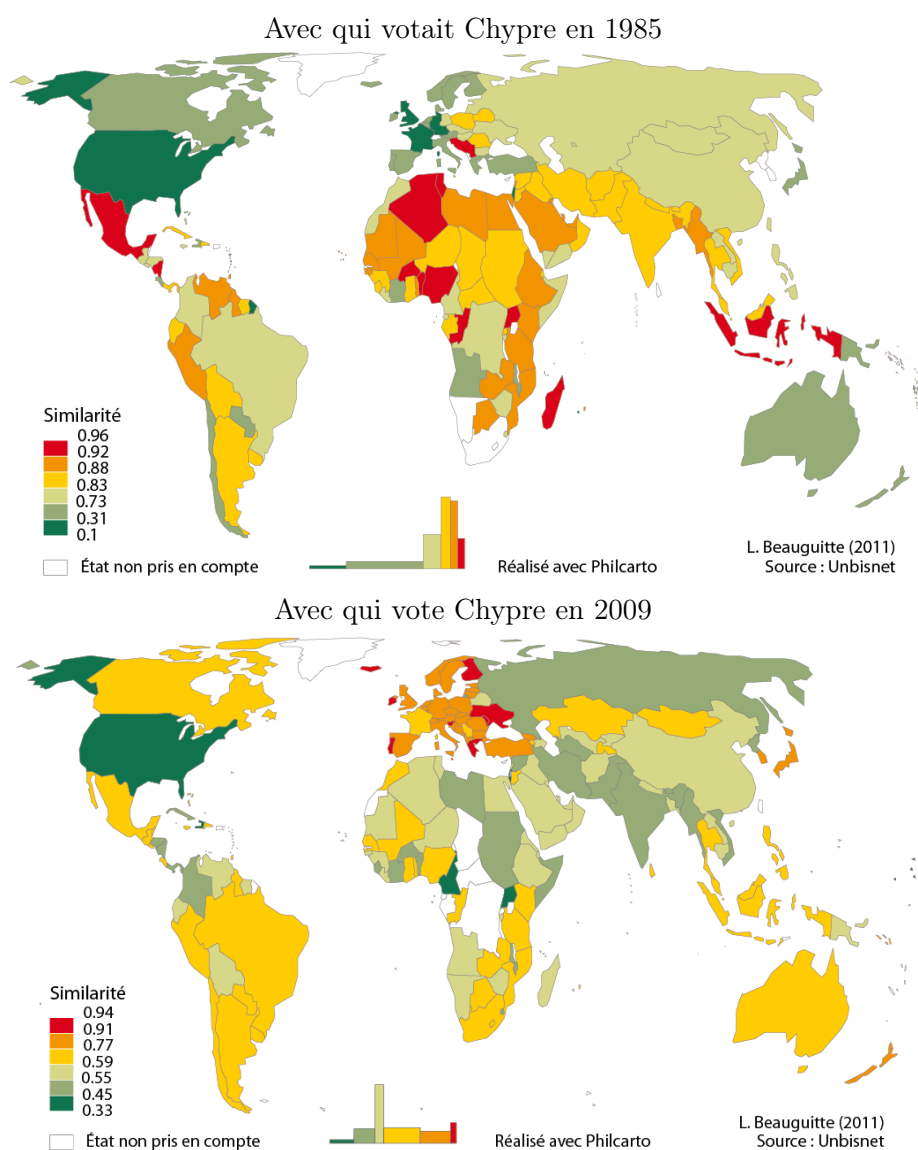 Avec qui votait Chypre en 1985
Similarité
0.96
0.92
0.88
0.83
0.73
0.31
0.1
État non pris en compte
Réalisé avec Philcarto
L. Beauguitte (2011)
Source : Unbisnet
Avec qui vote Chypre en 2009
Similarité
0.94
0.91
0.77
0.59
0.55
0.45
0.33
État non pris en compte
Réalisé avec Philcarto
L. Beauguitte (2011)
Source : Unbisnet